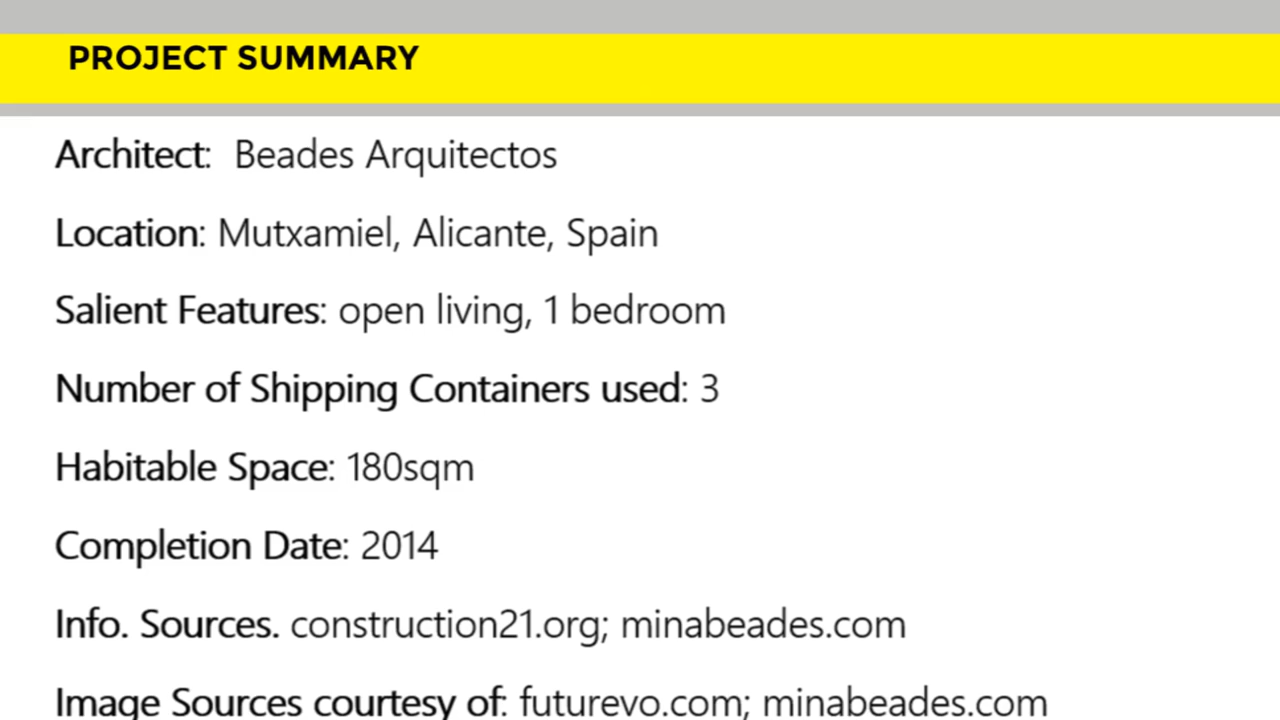 PROJECT SUMMARY
Architect: Beades Arquitectos
Location: Mutxamiel, Alicante, Spain
Salient Features: open living, 1 bedroom
Number of Shipping Containers used: 3
Habitable Space: 180sqm
Completion Date: 2014
Info. Sources. construction21.org; minabeades.com
Image Sources courtesy of: futurevo.com; minabeades.com